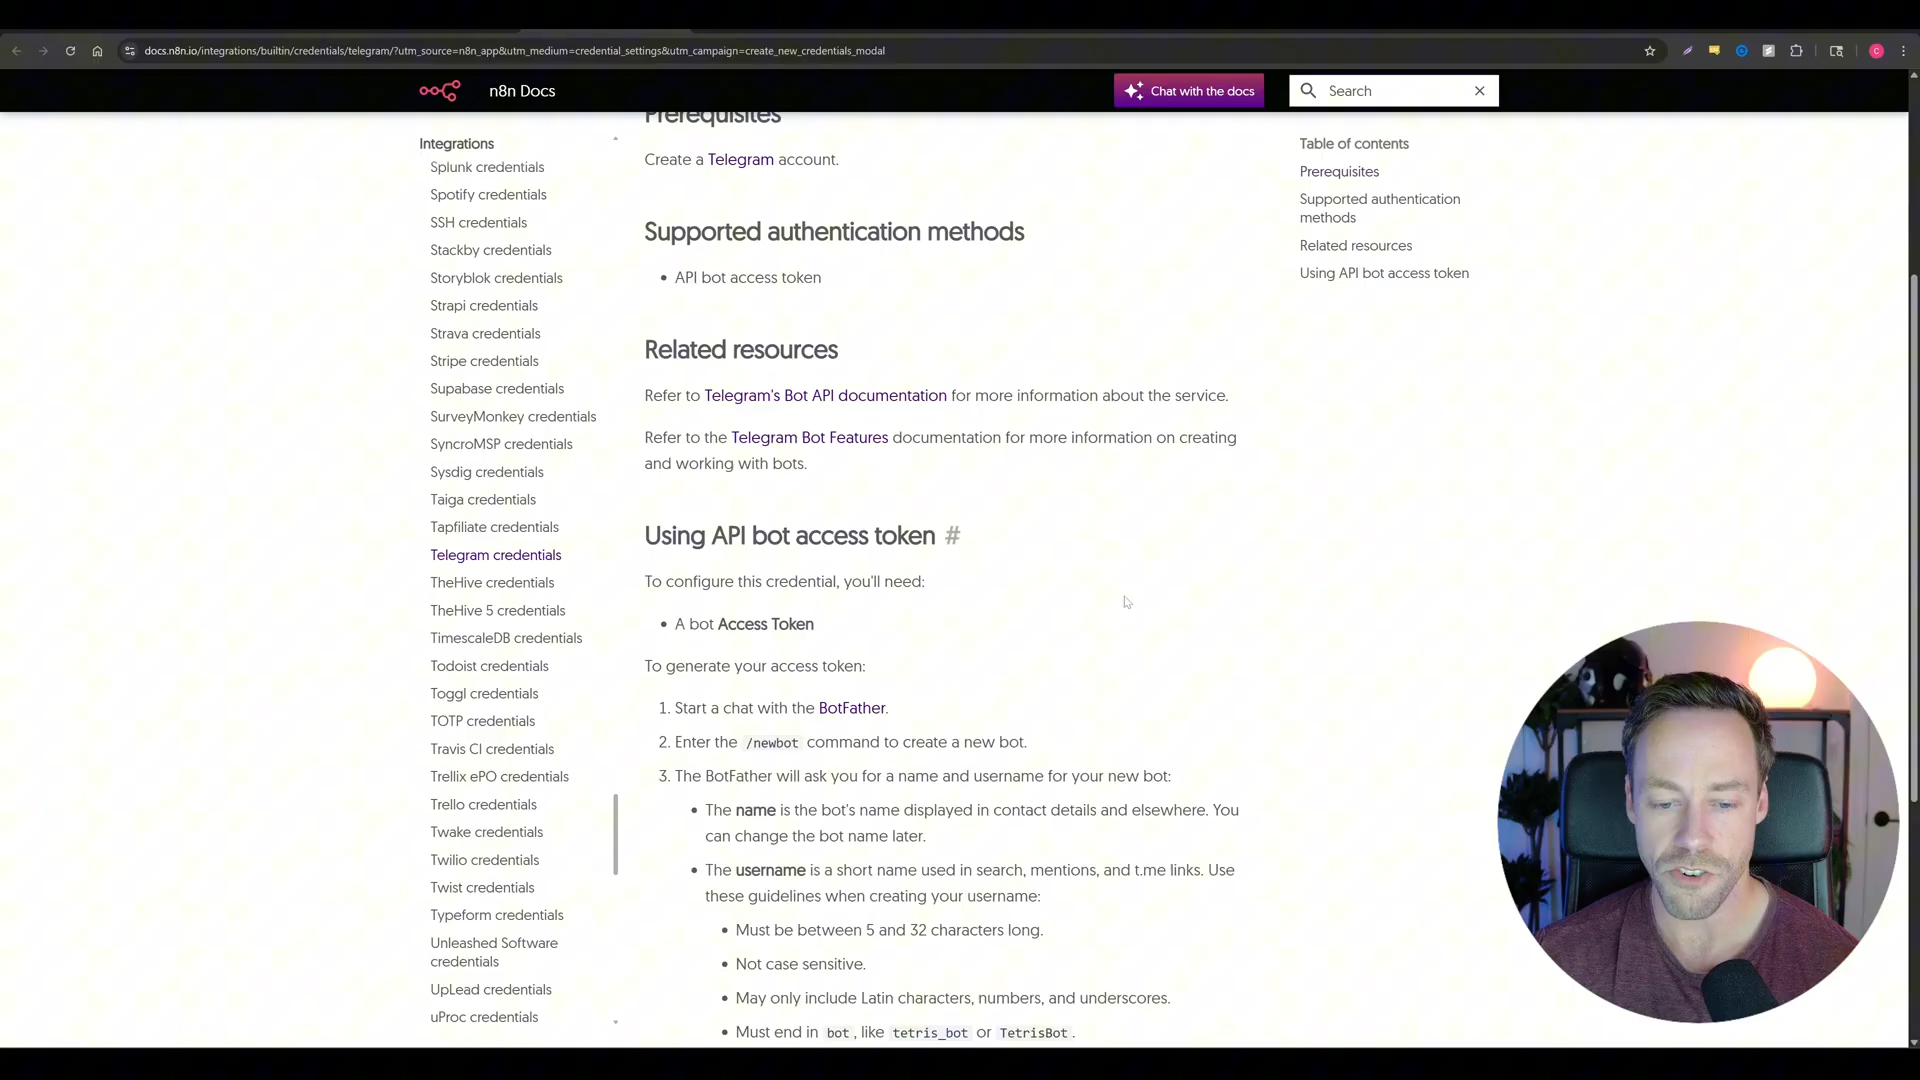 docs.n8n.io/integrations/builtin/credentials/telegram/?utm_source=n8n_app&utm_medium=credential_settings&utm_campaign=create_new_credentials_modal
C
n8n Docs
Chat with the docs
Search
Integrations
Splunk credentials
Spotify credentials
SSH credentials
Stackby credentials
Storyblok credentials
Strapi credentials
Strava credentials
Stripe credentials
Supabase credentials
SurveyMonkey credentials
SyncroMSP credentials
Sysdig credentials
Taiga credentials
Tapfiliate credentials
Telegram credentials
TheHive credentials
TheHive 5 credentials
TimescaleDB credentials
Todoist credentials
Toggl credentials
TOTP credentials
Travis CI credentials
Trellix ePO credentials
Trello credentials
Twake credentials
Twilio credentials
Twist credentials
Typeform credentials
Unleashed Software
credentials
UpLead credentials
uProc credentials
Prerequisites
Create a Telegram account.
Supported authentication methods
• API bot access token
Related resources
Refer to Telegram's Bot API documentation for more information about the service.
Refer to the Telegram Bot Features documentation for more information on creating
and working with bots.
Using API bot access token #
To configure this credential, you'll need:
• A bot Access Token
To generate your access token:
1. Start a chat with the BotFather.
2. Enter the /newbot command to create a new bot.
3. The BotFather will ask you for a name and username for your new bot:
• The name is the bot's name displayed in contact details and elsewhere. You
can change the bot name later.
• The username is a short name used in search, mentions, and t.me links. Use
these guidelines when creating your username:
• Must be between 5 and 32 characters long.
• Not case sensitive.
• May only include Latin characters, numbers, and underscores.
• Must end in bot, like tetris_bot or TetrisBot.
Table of contents
Prerequisites
Supported authentication
methods
Related resources
Using API bot access token